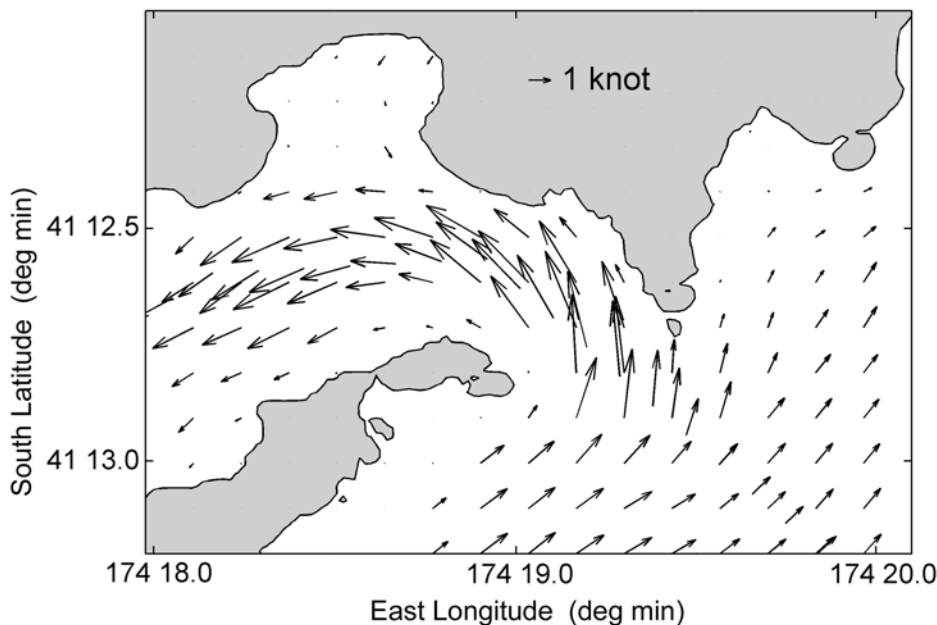 1 knot
41 12.5
41 13.0
South Latitude (deg min)
174 18.0
174 19.0
174 20.0
East Longitude (deg min)